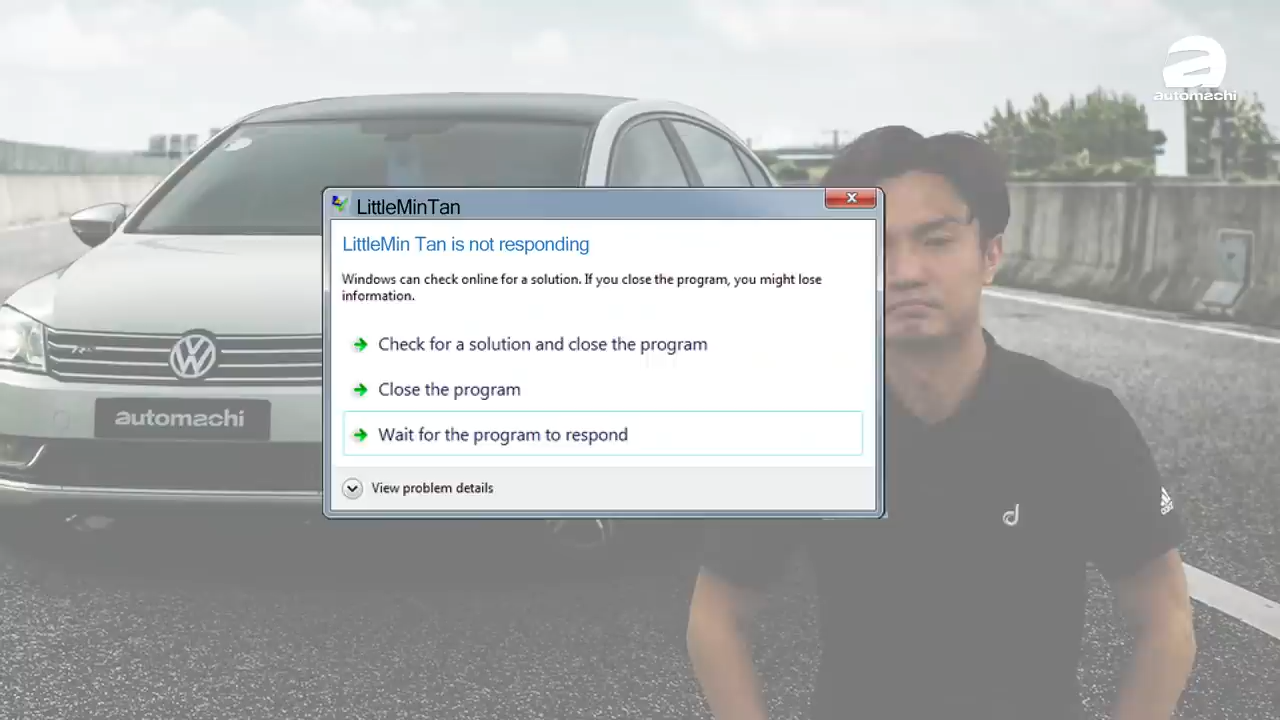 automachi
LittleMinTan
LittleMin Tan is not responding
Windows can check online for a solution. If you close the program, you might lose
information.
Check for a solution and close the program
Close the program
Wait for the program to respond
View problem details
automachi
adidas